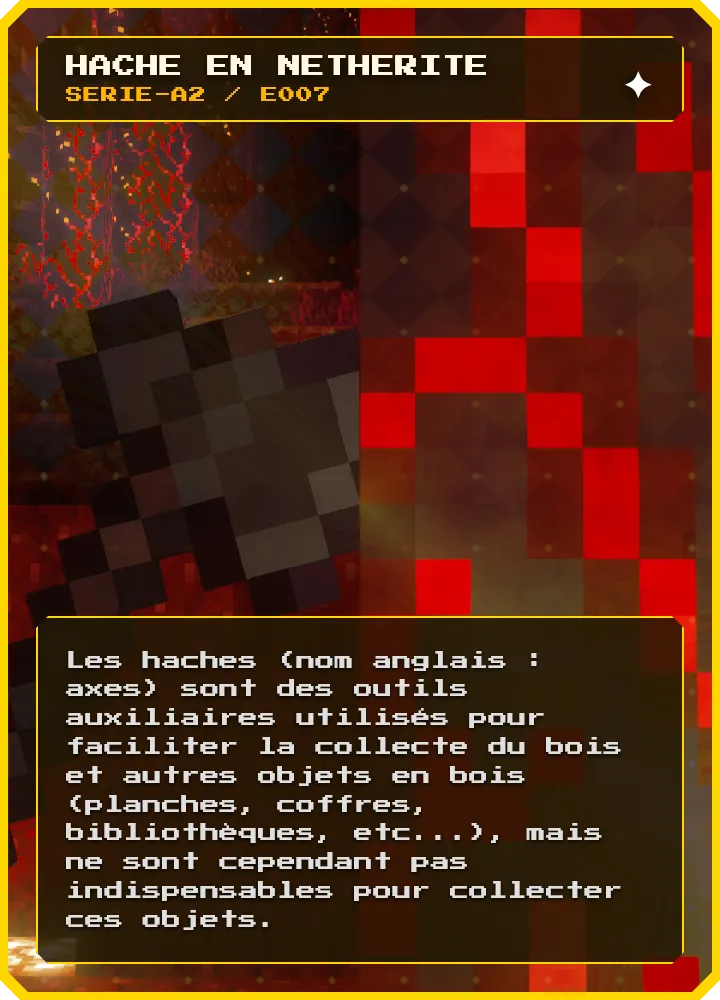 HACHE EN NETHERITE
SERIE-A2 / E007
Les haches (nom anglais :
axes) sont des outils
auxiliaires utilisés pour
faciliter la collecte du bois
et autres objets en bois
(planches, coffres,
bibliothèques, etc...), mais
ne sont cependant pas
indispensables pour collecter
ces objets.